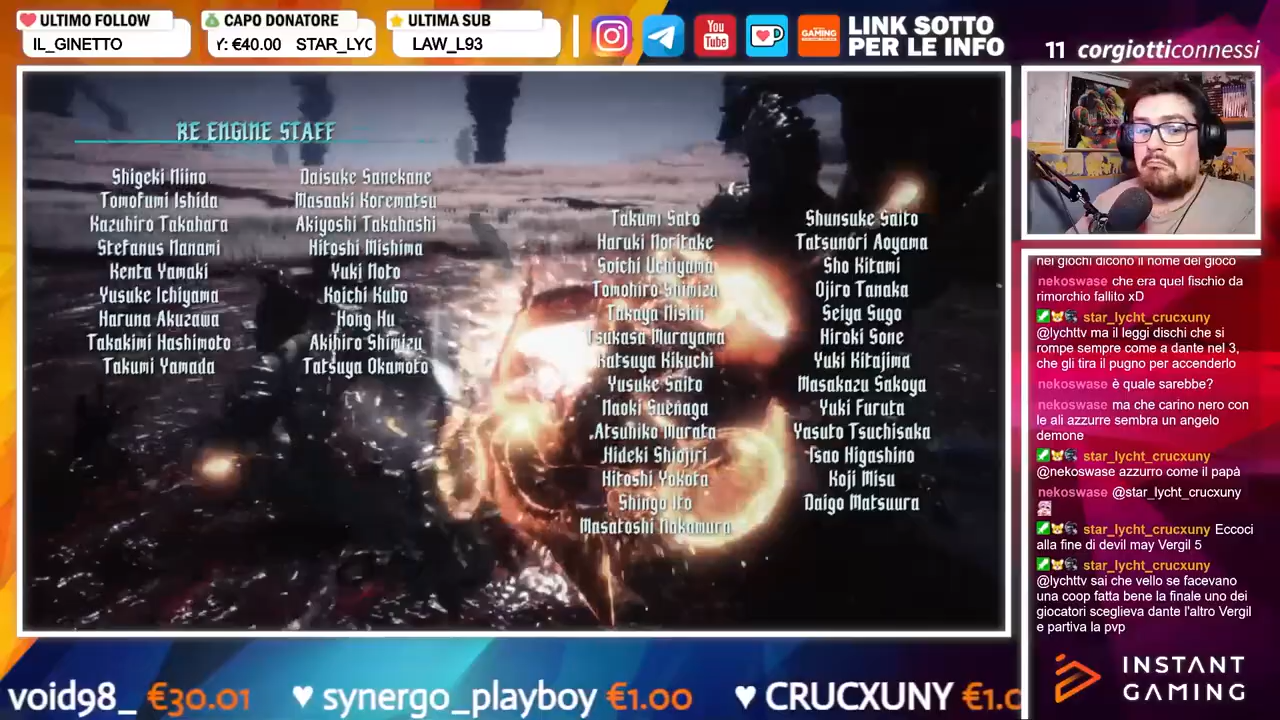 ULTIMO FOLLOW
IL_GINETTO
CAPO DONATORE
Y: €40.00 STAR_LYC
ULTIMA SUB
LAW_L93
You
Tube
GAMING
LINK SOTTO
PER LE INFO
11 corgiotticonnessi
RE ENGINE STAFF
Shigeki Niino
Tomofumi Ishida
Kazuhiro Takahara
Stefanus Nanami
Kenta Yamaki
Yusuke Ichiyama
Haruna Akuzawa
Takakimi Hashimoto
Takumi Yamada
Daisuke Sanekane
Masaaki Korematsu
Akiyoshi Takahashi
Hitoshi Mishima
Yuki Noto
Koichi Kubo
Hong Hu
Akihiro Shimizu
Tatsuya Okamoto
Takumi Sato
Haruki Noritake
Soichi Uchiyama
Tomohiro Shimizu
Takaya Nishii
Tsukasa Murayama
Katsuya Kikuchi
Yusuke Saito
Naoki Suenaga
Atsuhiko Murata
Hideki Shiojiri
Hitoshi Yokota
Shingo Ito
Masatoshi Nakamura
Shunsuke Saito
Tatsunori Aoyama
Sho Kitami
Ojiro Tanaka
Seiya Sugo
Hiroki Sone
Yuki Kitajima
Masakazu Sakoya
Yuki Furuta
Yasuto Tsuchisaka
Isao Higashino
Koji Misu
Daigo Matsuura
nei giochi dicono il nome del gioco
nekoswase che era quel fischio da
rimorchio fallito xD
star_lycht_crucxuny
@lychttv ma il leggi dischi che si
rompe sempre come a dante nel 3,
che gli tira il pugno per accenderlo
nekoswase è quale sarebbe?
nekoswase ma che carino nero con
le ali azzurre sembra un angelo
demone
star_lycht_crucxuny
@nekoswase azzurro come il papà
nekoswase @star_lycht_crucxuny
star_lycht_crucxuny Eccoci
alla fine di devil may Vergil 5
star_lycht_crucxuny
@lychttv sai che vello se facevano
una coop fatta bene la finale uno dei
giocatori sceglieva dante l'altro Vergil
e partiva la pvp
void98_ €30.01 ♥ synergo_playboy €1.00 ♥ CRUCXUNY €1.0
INSTANT
GAMING